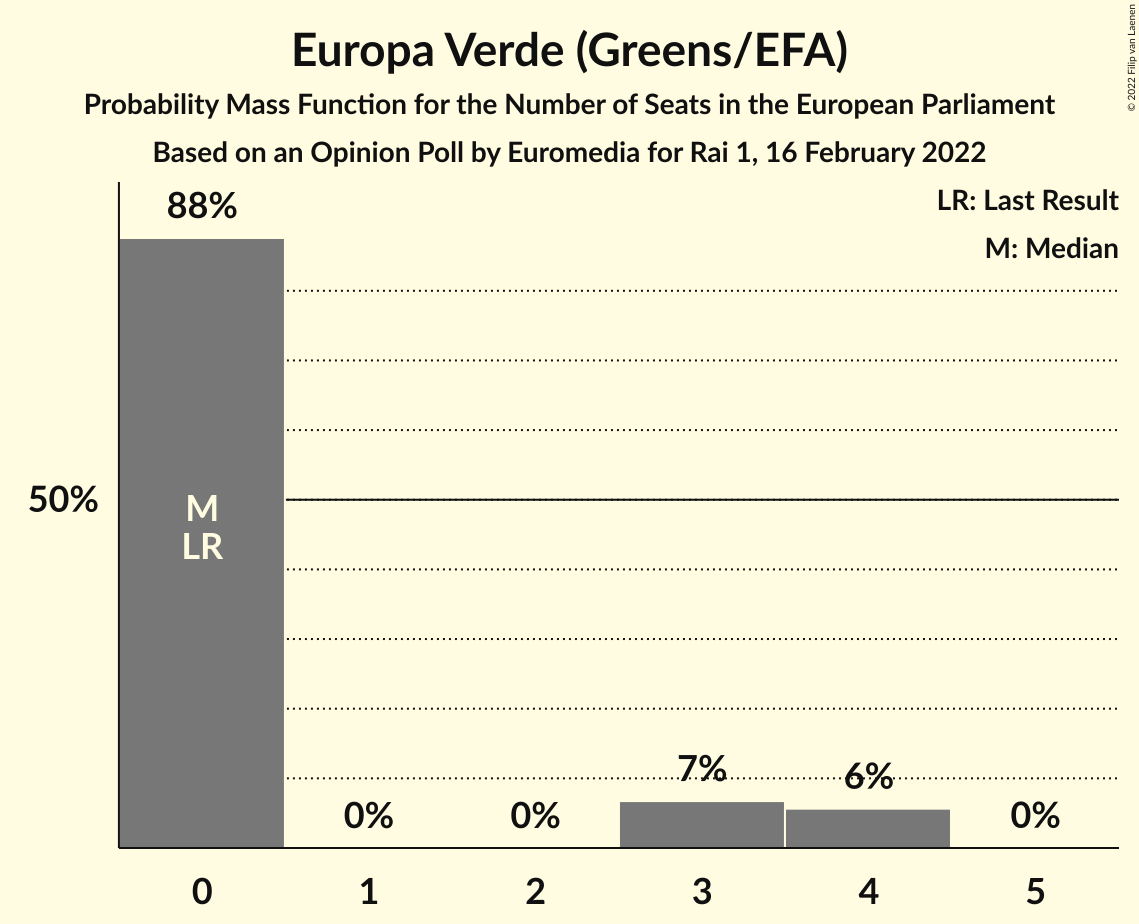 Europa Verde (Greens/EFA)
Probability Mass Function for the Number of Seats in the European Parliament
Based on an Opinion Poll by Euromedia for Rai 1, 16 February 2022
© 2022 Filip van Laenen
LR: Last Result
M: Median
88%
50%
M
LR
0%
0%
7%
6%
0%
0
1
2
3
4
5